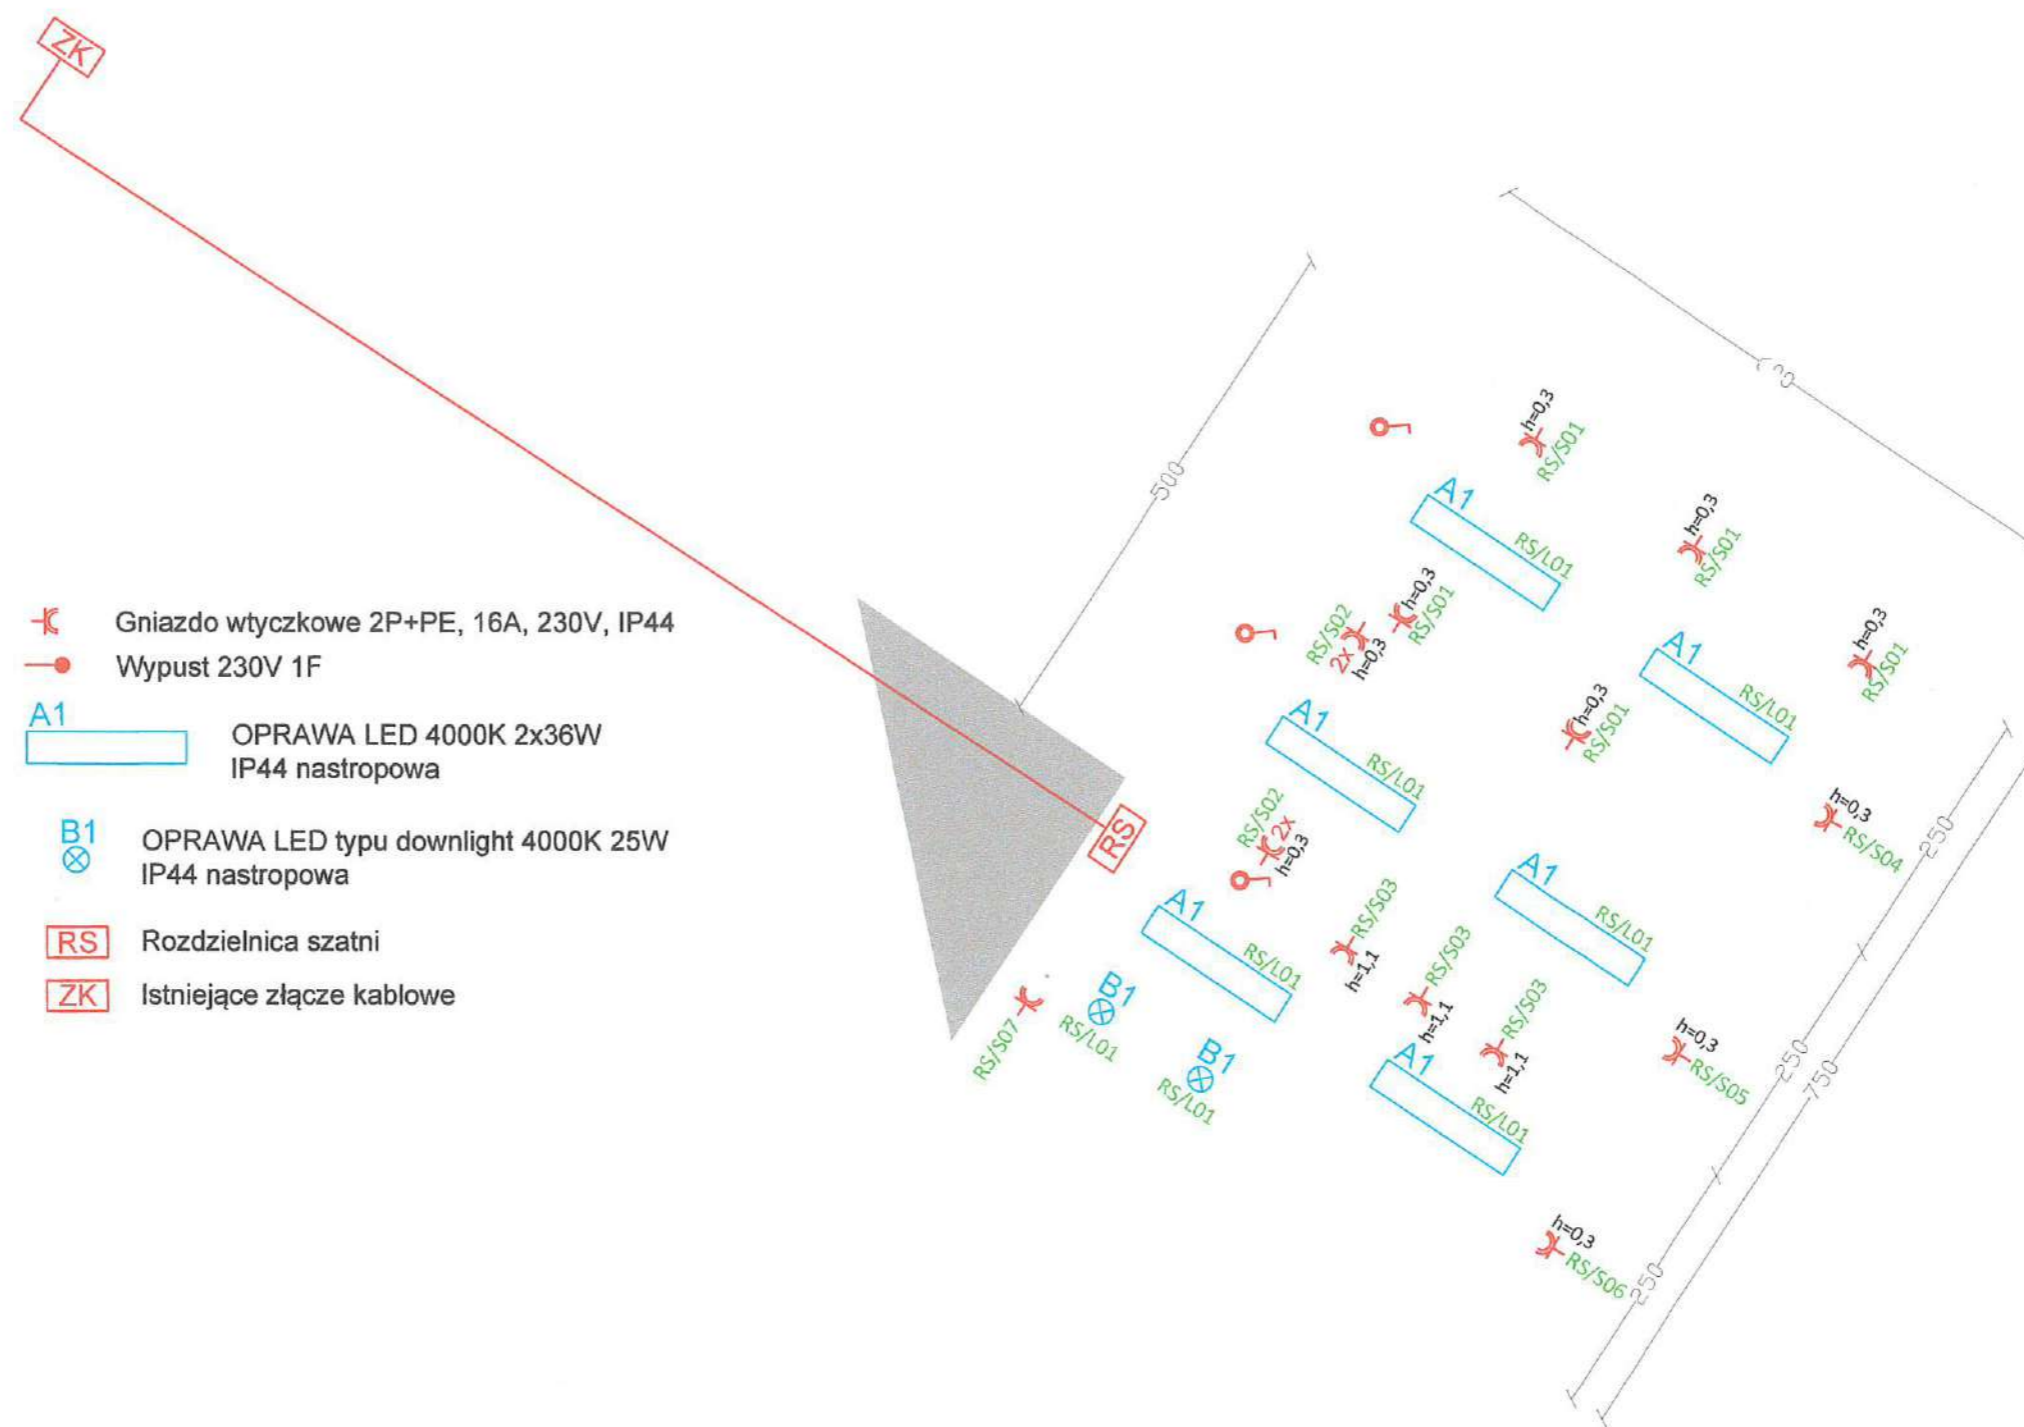 ZK
Gniazdo wtyczkowe 2P+PE, 16A, 230V, IP44
Wypust 230V 1F
A1
OPRAWA LED 4000K 2x36W
IP44 nastropowa
B1
OPRAWA LED typu downlight 4000K 25W
IP44 nastropowa
RS
Rozdzielnica szatni
ZK
Istniejące złącze kablowe
500
h=0,3
RS/S01
A1
RS/L01
h=0,3
RS/S01
h=0,3
RS/S01
RS/S02
2x
h=0,3
A1
RS/L01
h=0,3
RS/S01
h=0,3
RS/S01
A1
RS/L01
RS
RS/S02
2x
h=0,3
h=0,3
RS/S04
250
A1
RS/L01
A1
RS/L01
RS/S03
h=1,1
RS/S03
h=1,1
RS/S03
h=1,1
RS/S07
B1
RS/L01
B1
RS/L01
A1
RS/L01
h=0,3
RS/S05
250
750
h=0,3
RS/S06
250